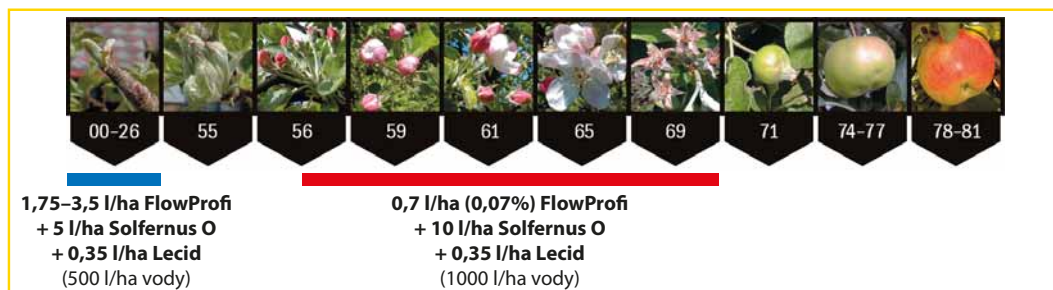 00–26 55 56 59 61 65 69 71 74–77 78–81
1,75–3,5 l/ha FlowProfi
+ 5 l/ha Solfernus O
+ 0,35 l/ha Lecid
(500 l/ha vody)
0,7 l/ha (0,07%) FlowProfi
+ 10 l/ha Solfernus O
+ 0,35 l/ha Lecid
(1000 l/ha vody)